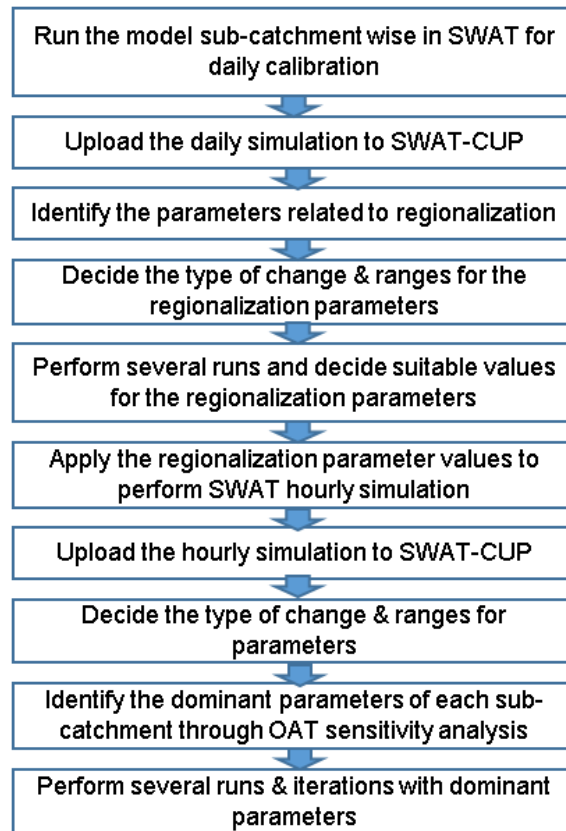 Run the model sub-catchment wise in SWAT for
daily calibration
Upload the daily simulation to SWAT-CUP
Identify the parameters related to regionalization
Decide the type of change & ranges for the
regionalization parameters
Perform several runs and decide suitable values
for the regionalization parameters
Apply the regionalization parameter values to
perform SWAT hourly simulation
Upload the hourly simulation to SWAT-CUP
Decide the type of change & ranges for
parameters
Identify the dominant parameters of each sub-
catchment through OAT sensitivity analysis
Perform several runs & iterations with dominant
parameters